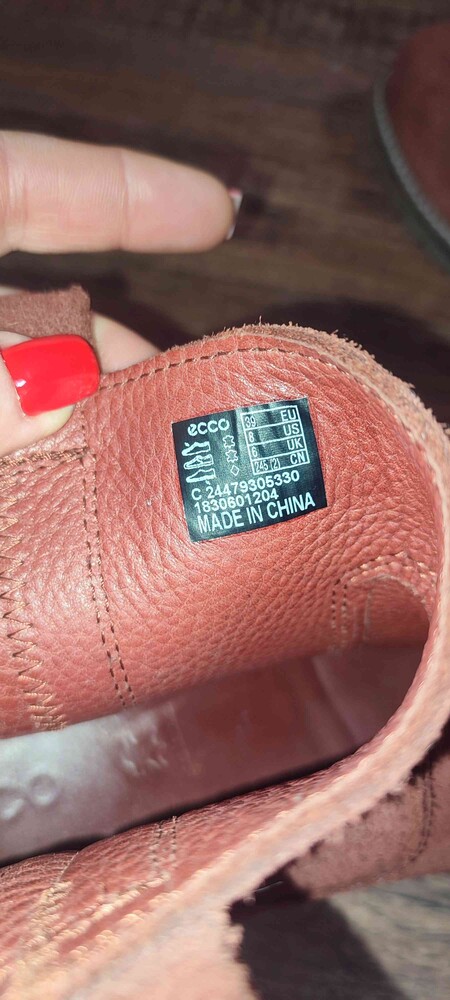 ecco
39 EU
8 US
6 UK
245 (2) CN
C 24479305330
1830601204
MADE IN CHINA